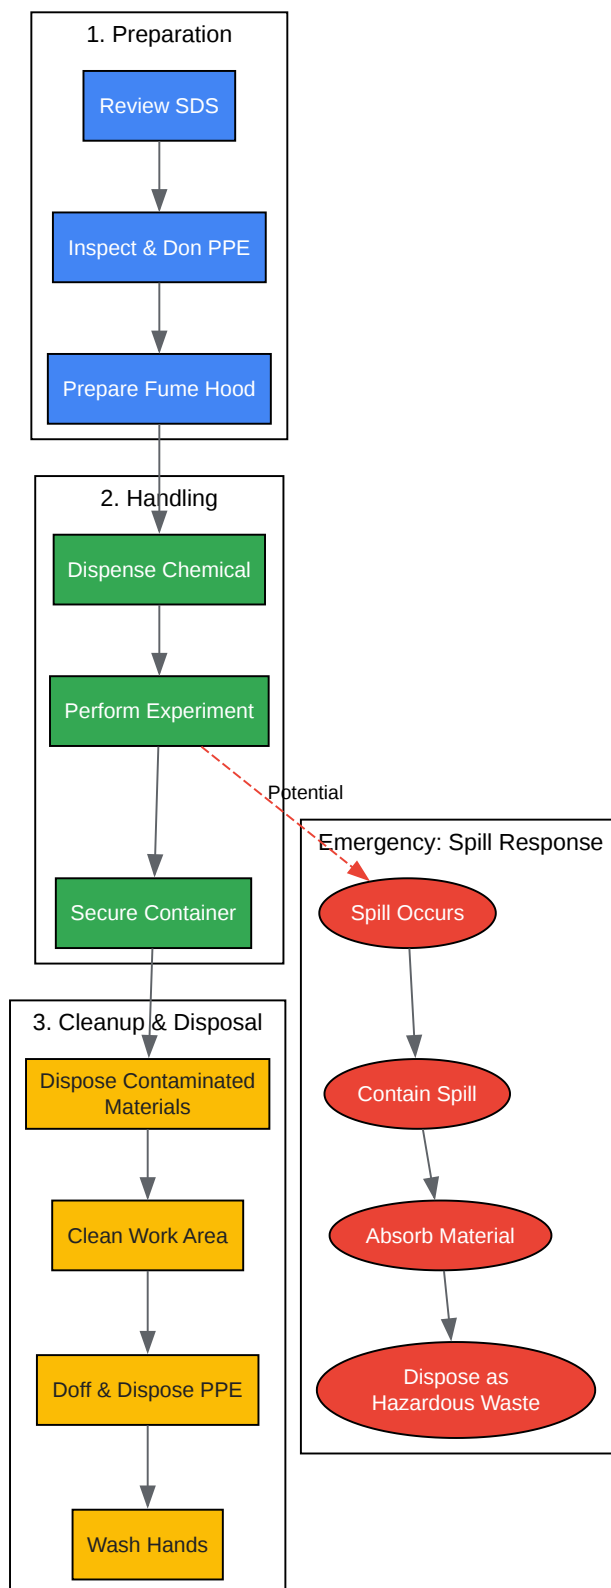 1. Preparation
Review SDS
Inspect & Don PPE
Prepare Fume Hood
2. Handling
Dispense Chemical
Perform Experiment
Potential
Secure Container
Emergency: Spill Response
Spill Occurs
Contain Spill
Absorb Material
Dispose as
Hazardous Waste
3. Cleanup & Disposal
Dispose Contaminated
Materials
Clean Work Area
Doff & Dispose PPE
Wash Hands